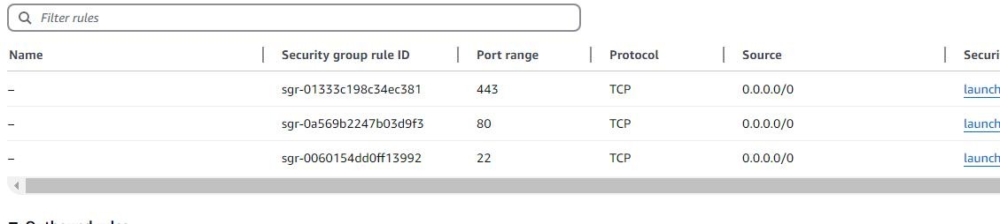 Filter rules
Name Security group rule ID Port range Protocol Source Securi
– sgr-01333c198c34ec381 443 TCP 0.0.0.0/0 launch
– sgr-0a569b2247b03d9f3 80 TCP 0.0.0.0/0 launch
– sgr-0060154dd0ff13992 22 TCP 0.0.0.0/0 launch